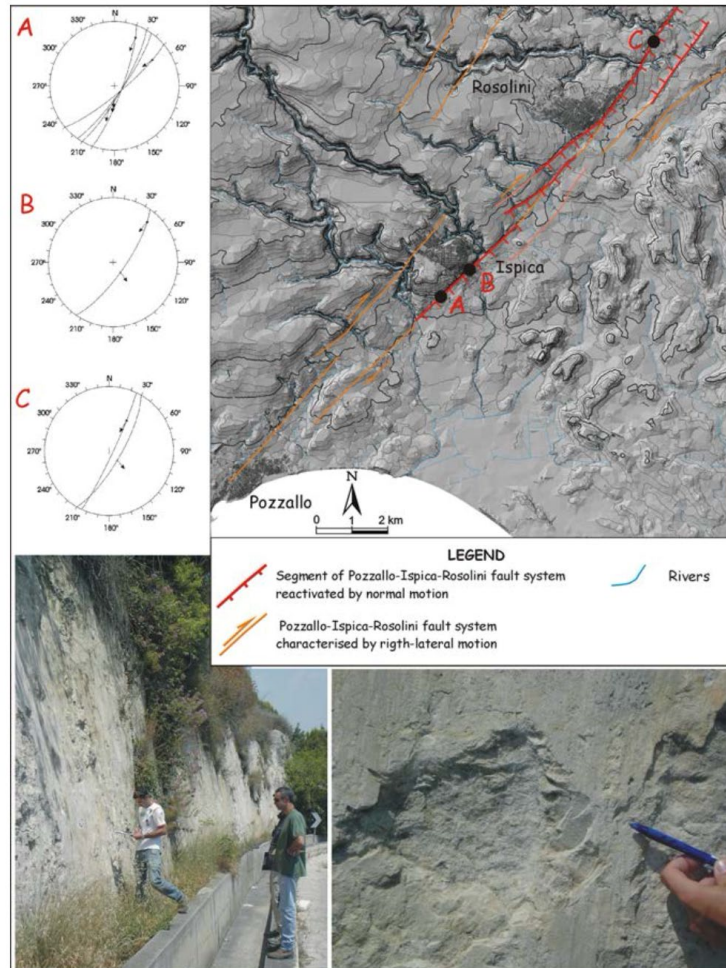 A
N
30°
60°
90°
120°
150°
180°
210°
240°
270°
300°
330°
B
N
30°
60°
90°
120°
150°
180°
210°
240°
270°
300°
330°
C
N
30°
60°
90°
120°
150°
180°
210°
240°
270°
300°
330°
C
Rosolini
Ispica
B
A
Pozzallo
N
0 1 2 km
LEGEND
Segment of Pozzallo-Ispica-Rosolini fault system
reactivated by normal motion
Rivers
Pozzallo-Ispica-Rosolini fault system
characterised by rigth-lateral motion